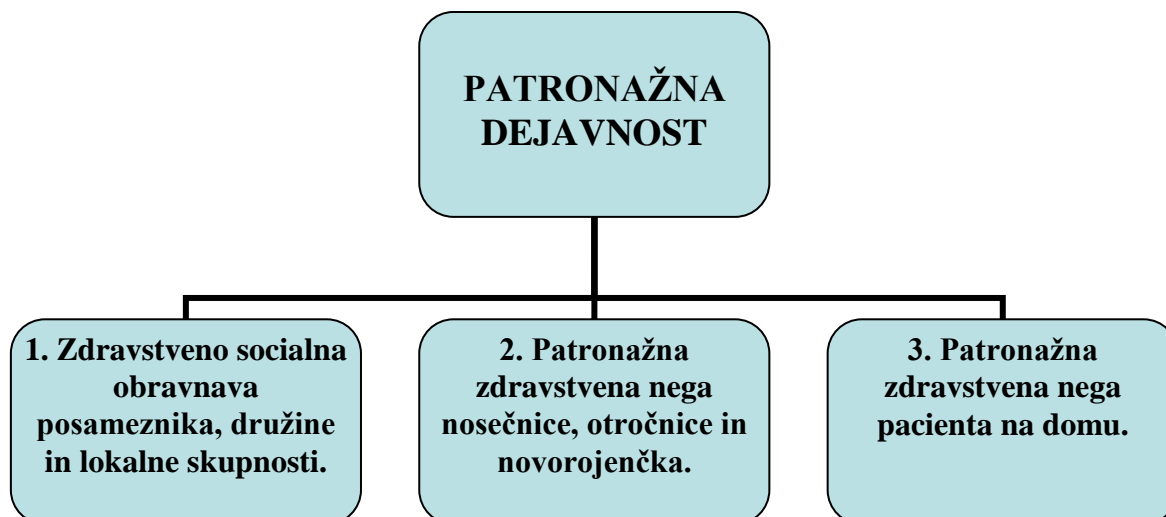 PATRONAŽNA
DEJAVNOST
1. Zdravstveno socialna
obravnava
posameznika, družine
in lokalne skupnosti.
2. Patronažna
zdravstvena nega
nosečnice, otročnice in
novorojenčka.
3. Patronažna
zdravstvena nega
pacienta na domu.